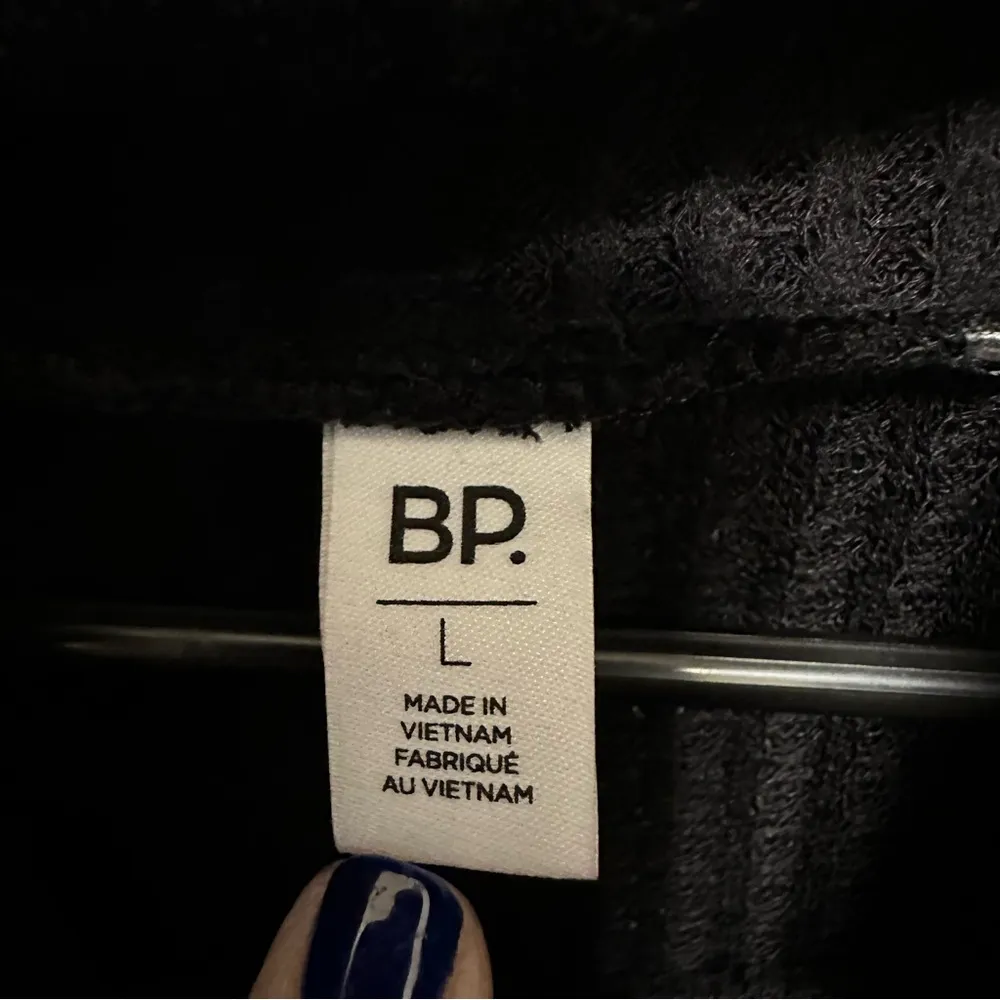 BP.
L
MADE IN
VIETNAM
FABRIQUÉ
AU VIETNAM